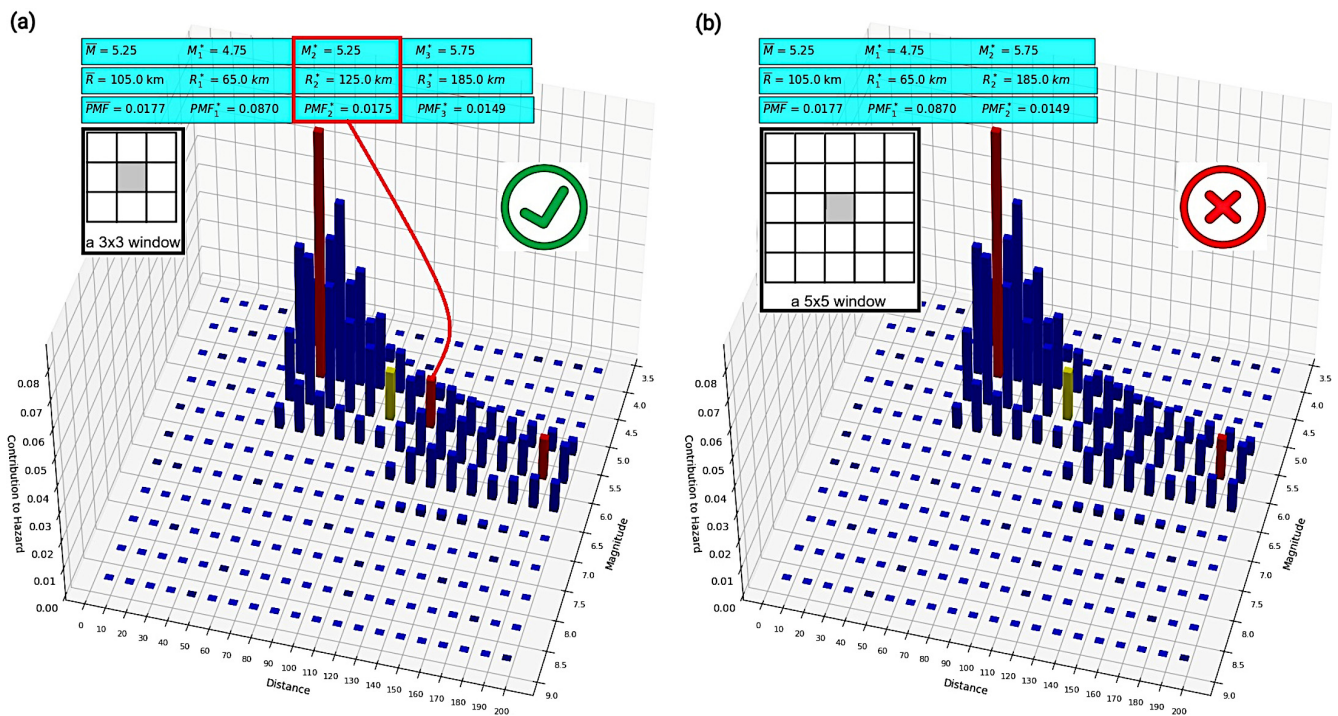 (a)
M̅ = 5.25 M₁* = 4.75 M₂* = 5.25 M₃* = 5.75
R̅ = 105.0 km R₁* = 65.0 km R₂* = 125.0 km R₃* = 185.0 km
P̅M̅F̅ = 0.0177 PMF₁* = 0.0870 PMF₂* = 0.0175 PMF₃* = 0.0149
a 3x3 window
0.08
0.07
0.06
0.05
0.04
0.03
0.02
0.01
0.00
Contribution to Hazard
0 10 20 30 40 50 60 70 80 90 100 110 120 130 140 150 160 170 180 190 200
Distance
3.5
4.0
4.5
5.0
5.5
6.0
6.5
7.0
7.5
8.0
8.5
9.0
Magnitude
(b)
M̅ = 5.25 M₁* = 4.75 M₂* = 5.75
R̅ = 105.0 km R₁* = 65.0 km R₂* = 185.0 km
P̅M̅F̅ = 0.0177 PMF₁* = 0.0870 PMF₂* = 0.0149
a 5x5 window
0.08
0.07
0.06
0.05
0.04
0.03
0.02
0.01
0.00
Contribution to Hazard
0 10 20 30 40 50 60 70 80 90 100 110 120 130 140 150 160 170 180 190 200
Distance
3.5
4.0
4.5
5.0
5.5
6.0
6.5
7.0
7.5
8.0
8.5
9.0
Magnitude